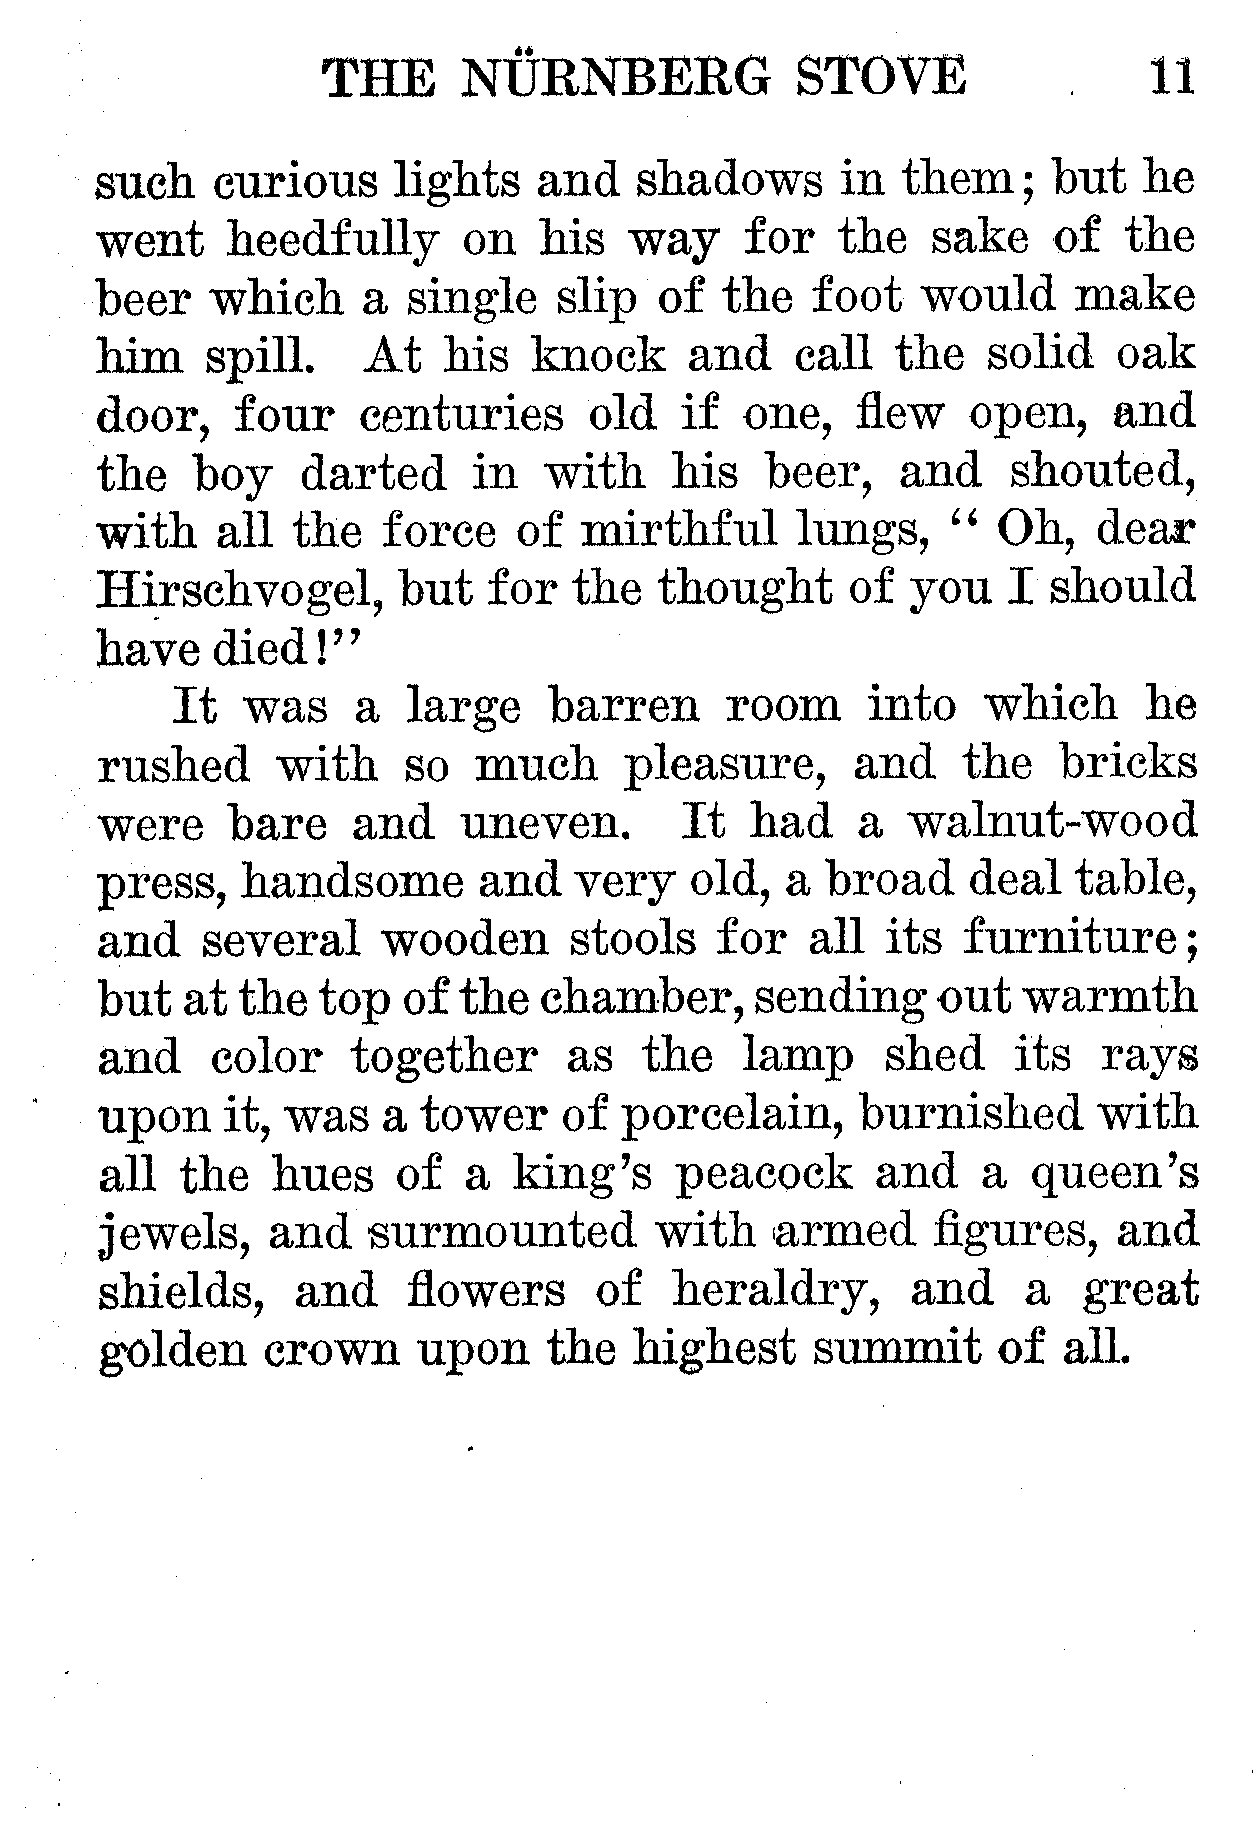 THE NÜRNBERG STOVE 11
such curious lights and shadows in them; but he
went heedfully on his way for the sake of the
beer which a single slip of the foot would make
him spill. At his knock and call the solid oak
door, four centuries old if one, flew open, and
the boy darted in with his beer, and shouted,
with all the force of mirthful lungs, “ Oh, dear
Hirschvogel, but for the thought of you I should
have died!”
It was a large barren room into which he
rushed with so much pleasure, and the bricks
were bare and uneven. It had a walnut-wood
press, handsome and very old, a broad deal table,
and several wooden stools for all its furniture;
but at the top of the chamber, sending out warmth
and color together as the lamp shed its rays
upon it, was a tower of porcelain, burnished with
all the hues of a king’s peacock and a queen’s
jewels, and surmounted with armed figures, and
shields, and flowers of heraldry, and a great
golden crown upon the highest summit of all.